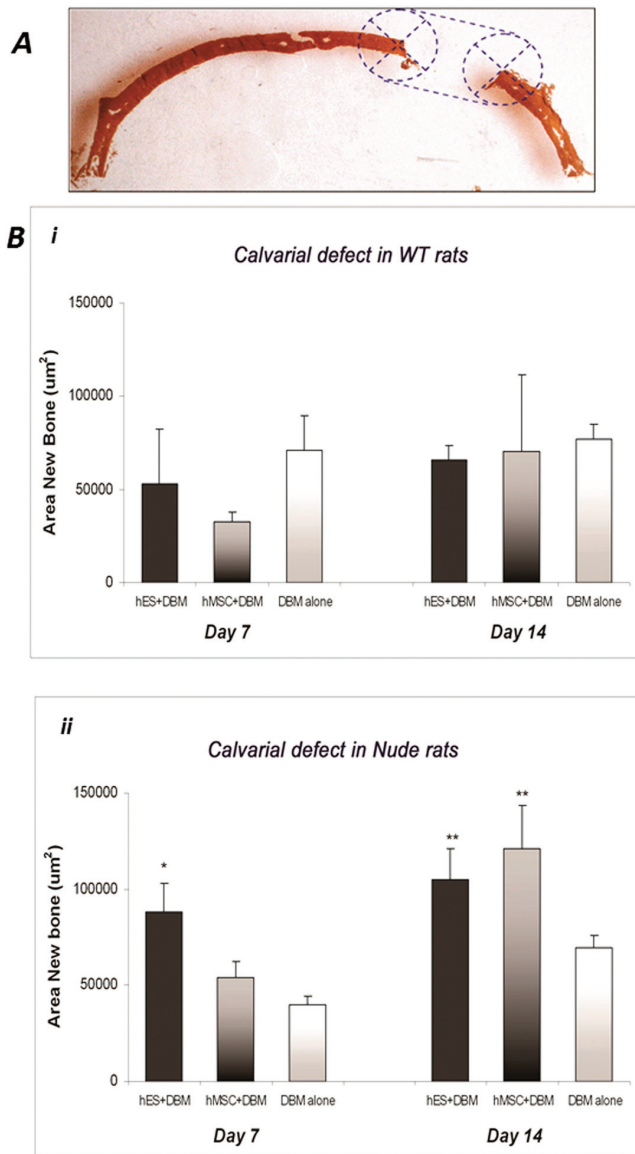 A
B
i
Calvarial defect in WT rats
150000
100000
50000
0
Area New Bone (um²)
hES+DBM hMSC+DBM DBM alone hES+DBM hMSC+DBM DBM alone
Day 7 Day 14
ii
Calvarial defect in Nude rats
150000
100000
50000
0
Area New bone (um²)
* ** **
hES+DBM hMSC+DBM DBM alone hES+DBM hMSC+DBM DBM alone
Day 7 Day 14